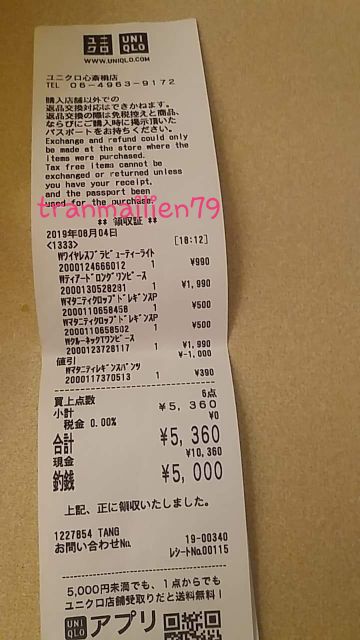 ユニクロ UNIQLO
WWW.UNIQLO.COM
ユニクロ心斎橋店
TEL 06-4963-9172
購入店舗以外での
返品交換対応はできかねます。
返品交換の際は免税控えと商品、
ならびにご購入時に掲示頂いた
パスポートをお持ちください。
Exchange and refund could only
be made at the store where the
items were purchased.
Tax free items cannot be
exchanged or returned unless
you have your receipt,
and the passport been
used for the purchase.
tranmailien79
** 領収証 **
2019年08月04日
<1333> [18:12]
Wワイヤレスブラビューティーライト
2000124666012 1 ¥990
Wティアードロングワンピース
2000130528281 1 ¥1,990
Wマタニティクロップドレギンスp
2000110658458 1 ¥500
Wマタニティクロップドレギンスp
2000110658502 1 ¥500
WクルーネックTワンピース
2000123728117 1 ¥1,990
値引 ¥-1,000
Wマタニティレギンスパンツ
2000117370513 1 ¥390
買上点数 6点
小計 ¥5,360
税金 0.00% ¥0
合計 ¥5,360
現金 ¥10,360
釣銭 ¥5,000
上記、正に領収いたしました。
1227854 TANG 19-00340
お問い合わせNo. レシートNo.00115
5,000円未満でも、1点からでも
ユニクロ店舗受取りだと送料無料!
UNIQLO アプリ